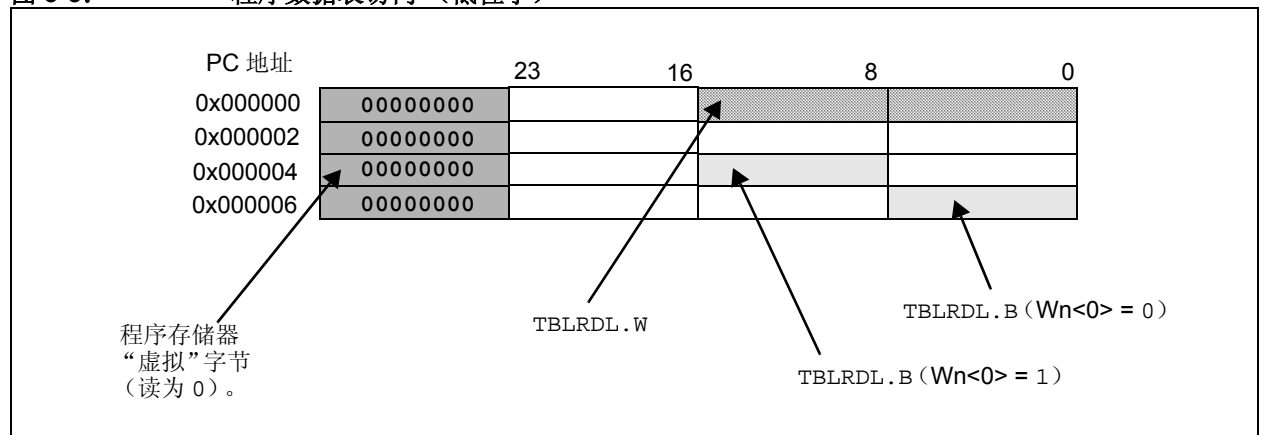 PC 地址
23 16 8 0
0x000000 00000000
0x000002 00000000
0x000004 00000000
0x000006 00000000
TBLRDL.B（Wn<0> = 0）
TBLRDL.W
程序存储器
“虚拟”字节
（读为 0）。
TBLRDL.B（Wn<0> = 1）